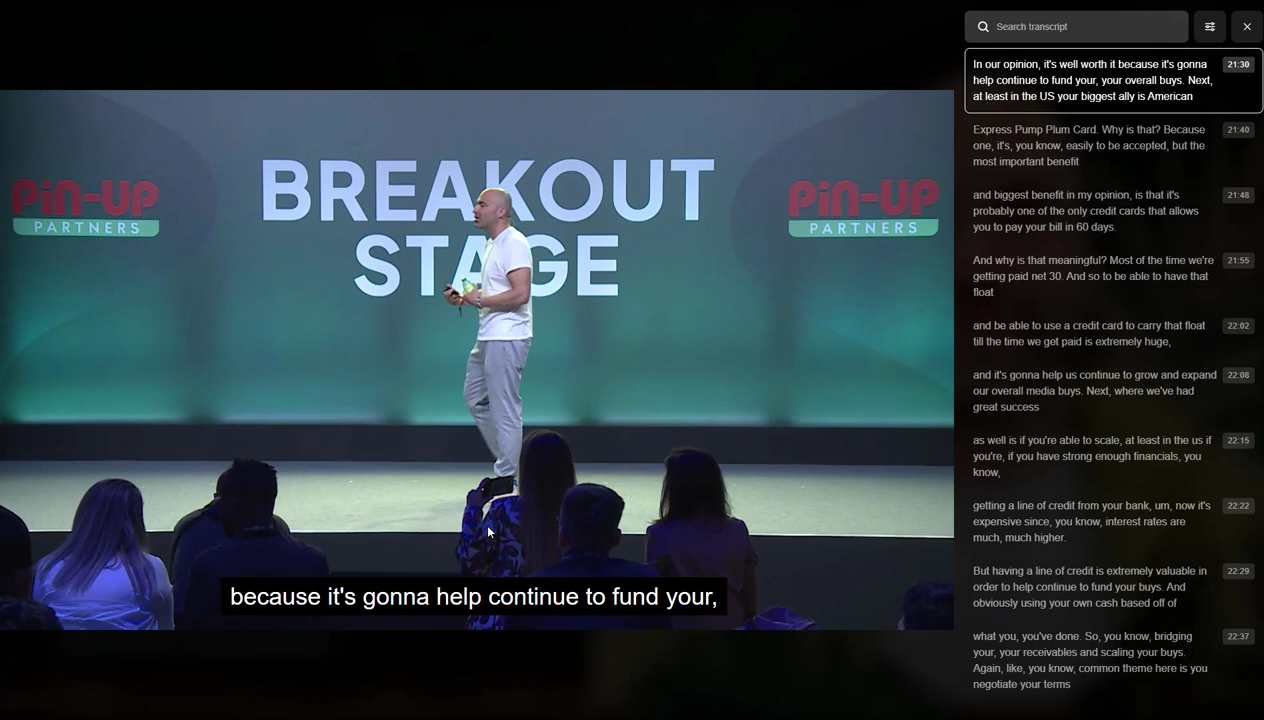 BREAKOUT
STAGE
PiN-UP
PARTNERS
PiN-UP
PARTNERS
because it's gonna help continue to fund your,
Search transcript
In our opinion, it's well worth it because it's gonna
help continue to fund your, your overall buys. Next,
at least in the US your biggest ally is American
21:30
Express Pump Plum Card. Why is that? Because
one, it's, you know, easily to be accepted, but the
most important benefit
21:40
and biggest benefit in my opinion, is that it's
probably one of the only credit cards that allows
you to pay your bill in 60 days.
21:48
And why is that meaningful? Most of the time we're
getting paid net 30. And so to be able to have that
float
21:55
and be able to use a credit card to carry that float
till the time we get paid is extremely huge,
22:02
and it's gonna help us continue to grow and expand
our overall media buys. Next, where we've had
great success
22:08
as well is if you're able to scale, at least in the us if
you're, if you have strong enough financials, you
know,
22:15
getting a line of credit from your bank, um, now it's
expensive since, you know, interest rates are
much, much higher.
22:22
But having a line of credit is extremely valuable in
order to help continue to fund your buys. And
obviously using your own cash based off of
22:29
what you, you've done. So, you know, bridging
your, your receivables and scaling your buys.
Again, like, you know, common theme here is you
negotiate your terms
22:37